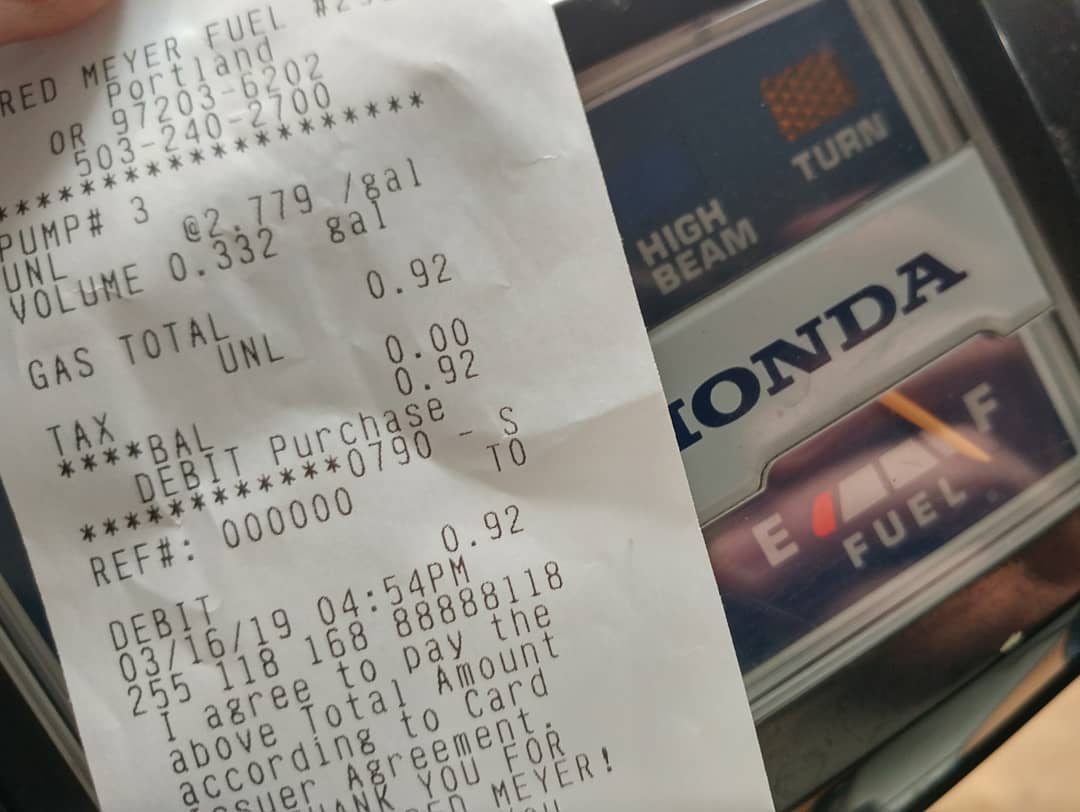 RED MEYER FUEL
Portland
OR 97203-6202
503-240-2700
PUMP# 3
UNL @2.779 /gal
VOLUME 0.332 gal
GAS TOTAL 0.92
UNL
TAX 0.00
****BAL 0.92
DEBIT Purchase
************0790 - S
TO
REF#: 000000
DEBIT 0.92
03/16/19 04:54PM
255 118 168 88888118
I agree to pay the
above Total Amount
according to Card
Issuer Agreement.
THANK YOU FOR
MEYER!
TURN
HIGH
BEAM
HONDA
E F
FUEL